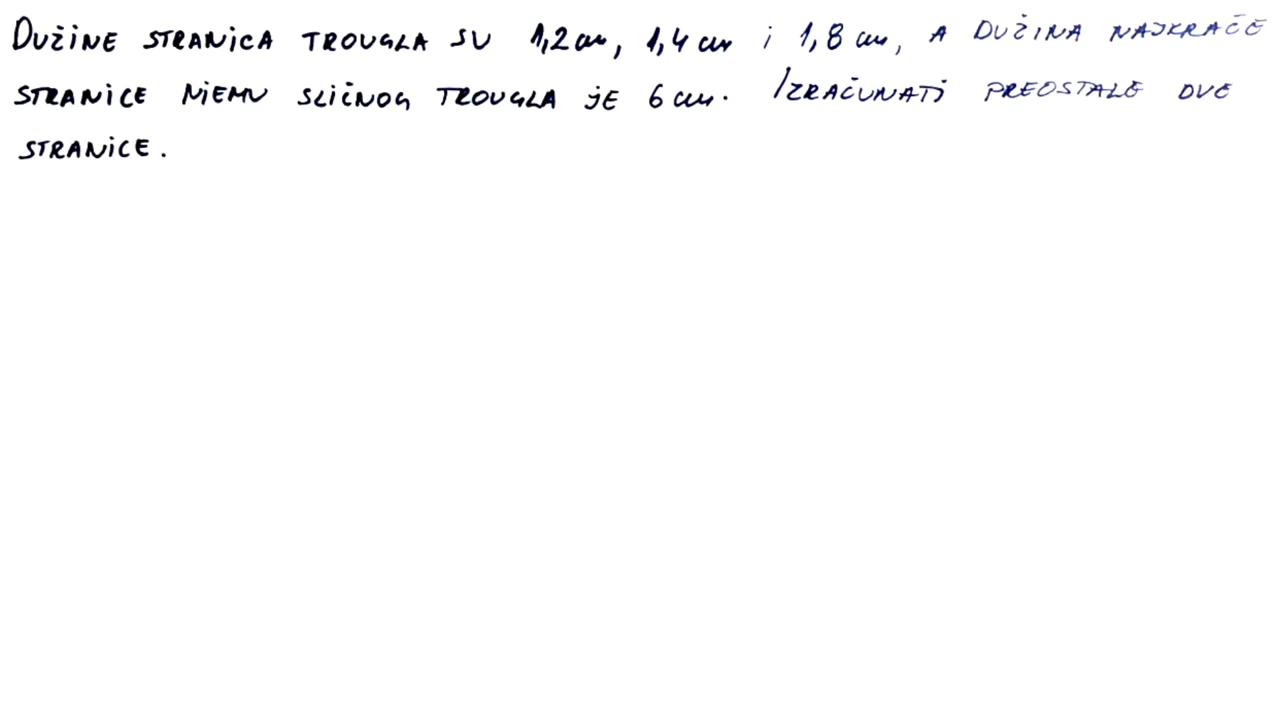 DUŽINE STRANICA TROUGLA SU 1,2 cm, 1,4 cm i 1,8 cm, A DUŽINA NAJKRAĆE
STRANICE NJEMU SLIČNOG TROUGLA JE 6 cm. IZRAČUNATI PREOSTALE DVE
STRANICE.